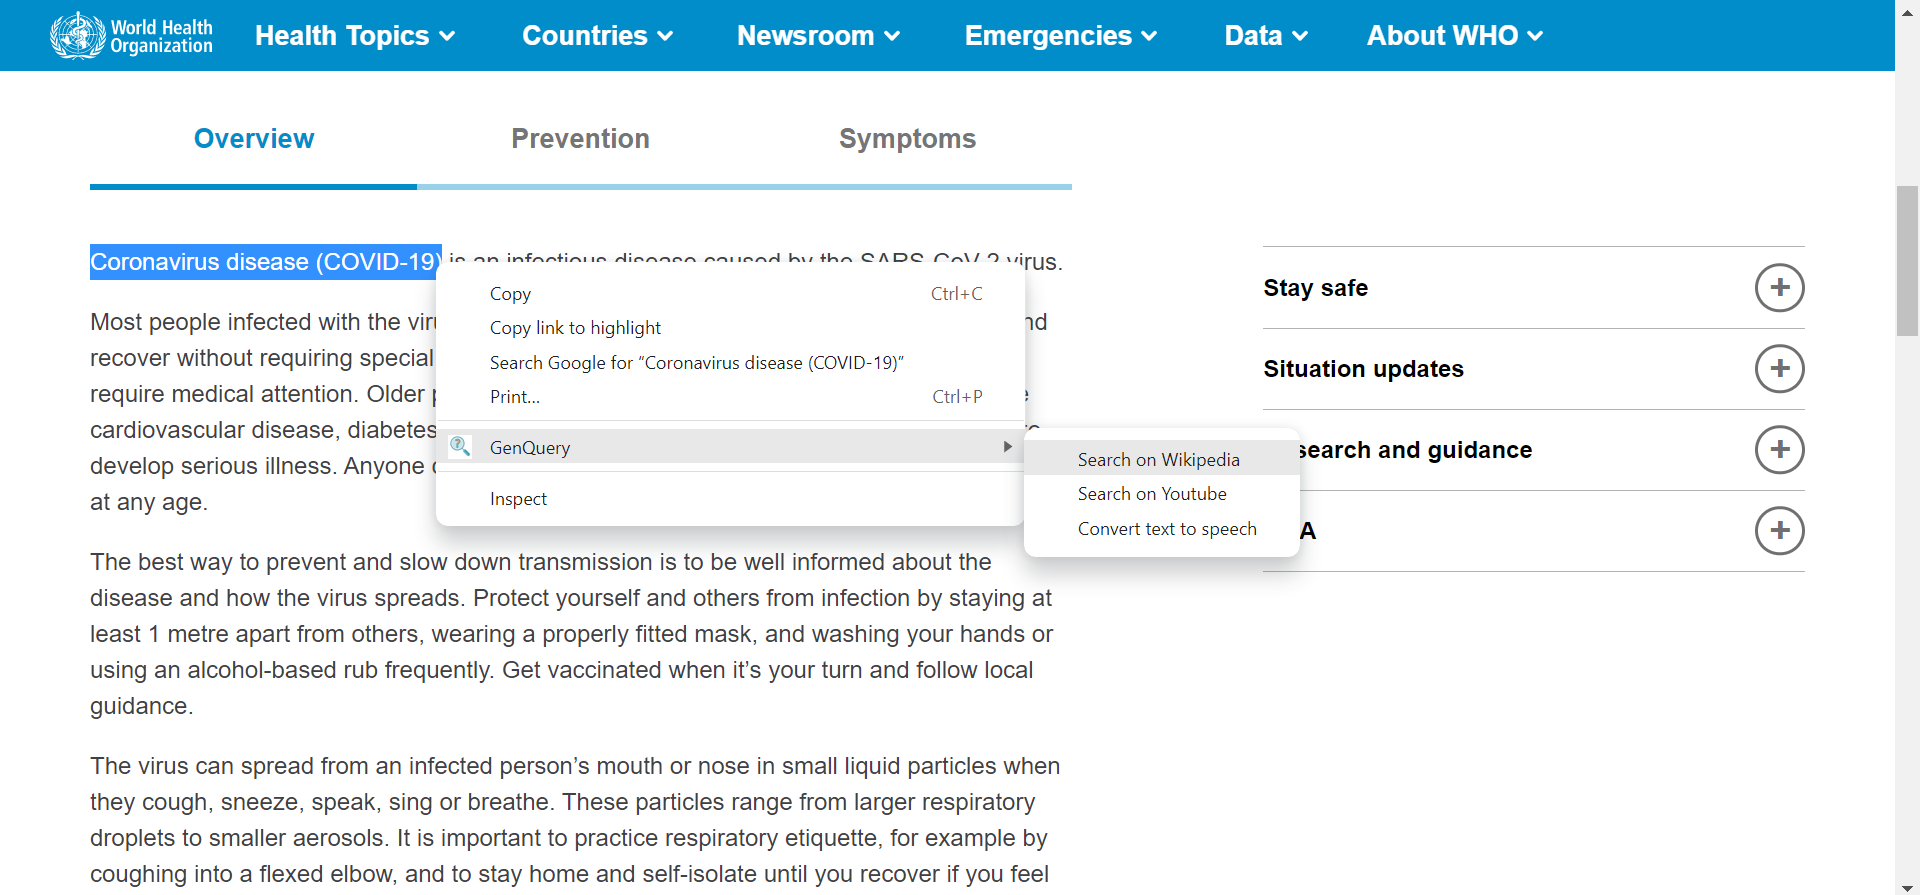 World Health
Organization
Health Topics
Countries
Newsroom
Emergencies
Data
About WHO
Overview
Prevention
Symptoms
Coronavirus disease (COVID-19) is an infectious disease caused by the SARS-CoV-2 virus.
Most people infected with the
recover without requiring special
require medical attention. Older
cardiovascular disease, diabetes
develop serious illness. Anyone
at any age.
The best way to prevent and slow down transmission is to be well informed about the
disease and how the virus spreads. Protect yourself and others from infection by staying at
least 1 metre apart from others, wearing a properly fitted mask, and washing your hands or
using an alcohol-based rub frequently. Get vaccinated when it’s your turn and follow local
guidance.
The virus can spread from an infected person’s mouth or nose in small liquid particles when
they cough, sneeze, speak, sing or breathe. These particles range from larger respiratory
droplets to smaller aerosols. It is important to practice respiratory etiquette, for example by
coughing into a flexed elbow, and to stay home and self-isolate until you recover if you feel
Copy Ctrl+C
Copy link to highlight
Search Google for “Coronavirus disease (COVID-19)”
Print... Ctrl+P
GenQuery
Inspect
Search on Wikipedia
Search on Youtube
Convert text to speech
Stay safe
Situation updates
search and guidance
A